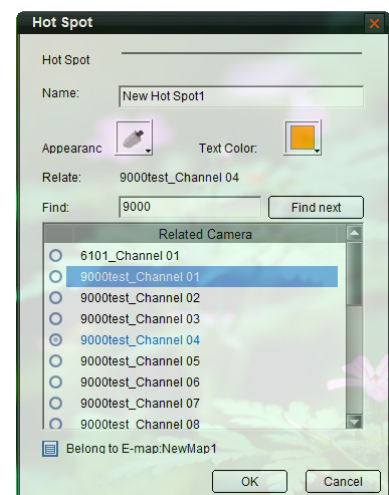 Hot Spot
Hot Spot
Name: New Hot Spot1
Appearanc Text Color:
Relate: 9000test_Channel 04
Find: 9000 Find next
Related Camera
6101_Channel 01
9000test_Channel 01
9000test_Channel 02
9000test_Channel 03
9000test_Channel 04
9000test_Channel 05
9000test_Channel 06
9000test_Channel 07
9000test_Channel 08
Belong to E-map:NewMap1
OK Cancel